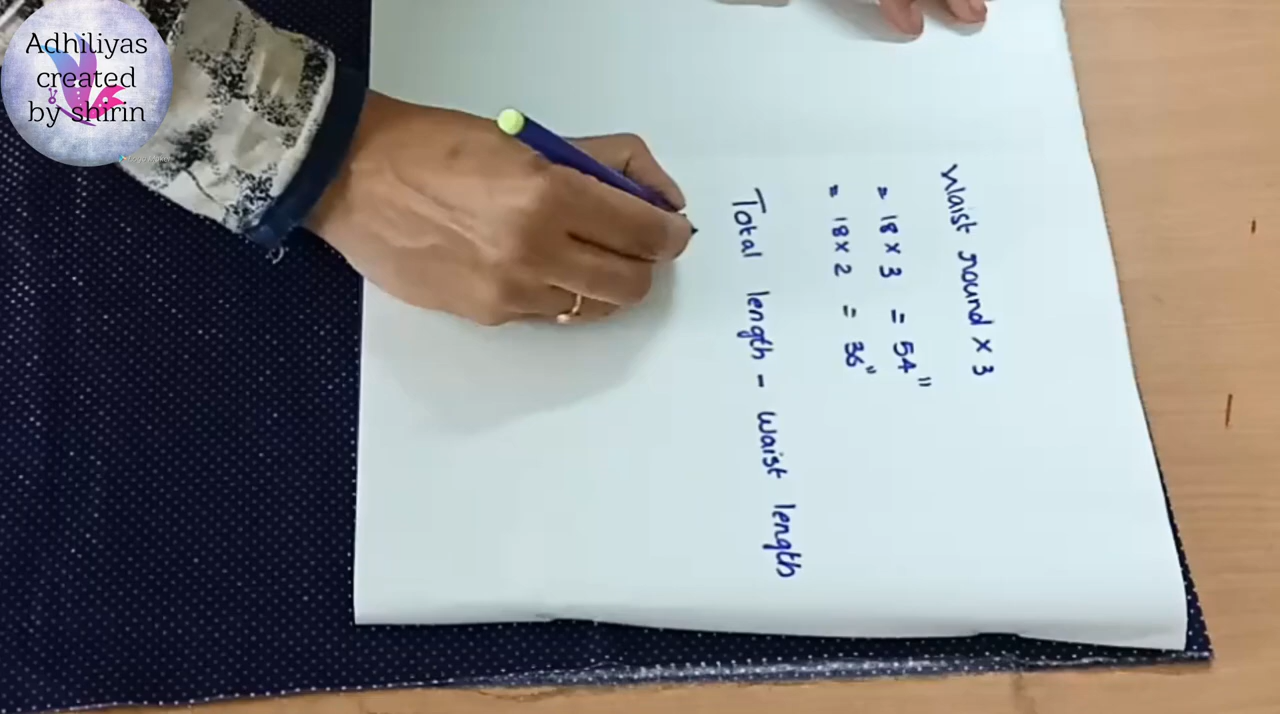 Adhiliyas
created
by shirin
Waist round x 3
= 18 x 3 = 54"
= 18 x 2 = 36"
Total length - waist length